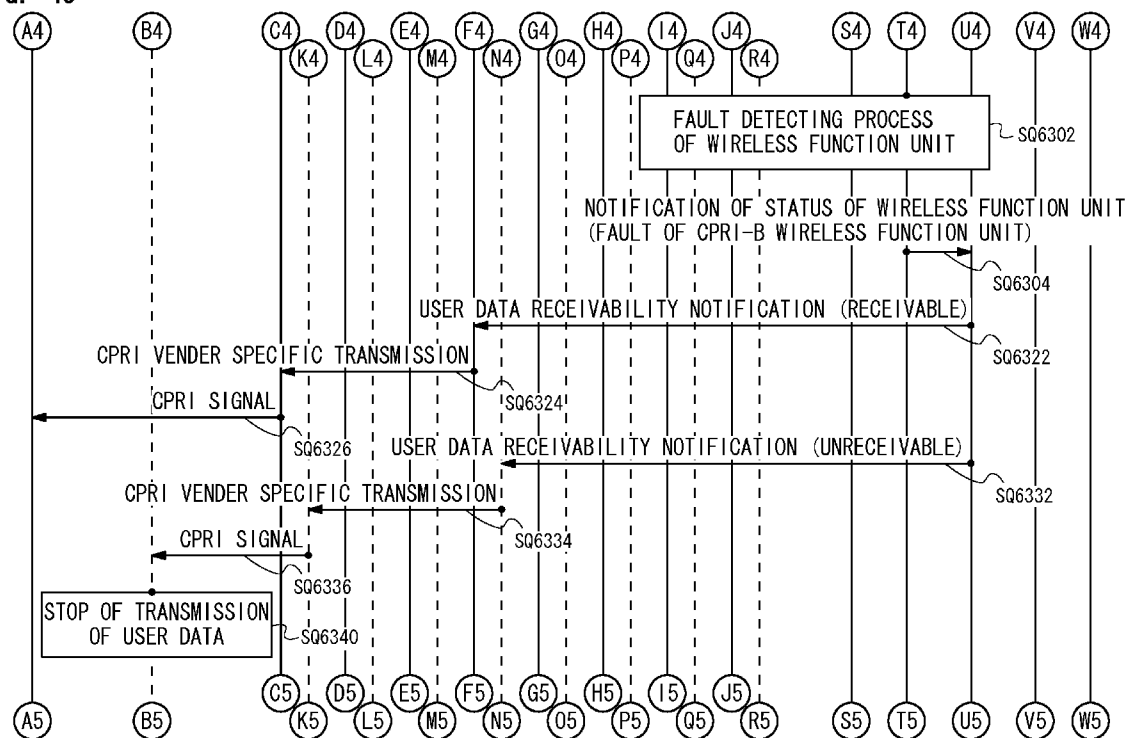 A4 B4 C4 D4 E4 F4 G4 H4 I4 J4 S4 T4 U4 V4 W4
K4 L4 M4 N4 O4 P4 Q4 R4
FAULT DETECTING PROCESS
OF WIRELESS FUNCTION UNIT
SQ6302
NOTIFICATION OF STATUS OF WIRELESS FUNCTION UNIT
(FAULT OF CPRI-B WIRELESS FUNCTION UNIT)
SQ6304
USER DATA RECEIVABILITY NOTIFICATION (RECEIVABLE)
SQ6322
CPRI VENDER SPECIFIC TRANSMISSION
SQ6324
CPRI SIGNAL
SQ6326
USER DATA RECEIVABILITY NOTIFICATION (UNRECEIVABLE)
SQ6332
CPRI VENDER SPECIFIC TRANSMISSION
SQ6334
CPRI SIGNAL
SQ6336
STOP OF TRANSMISSION
OF USER DATA
SQ6340
C5 D5 E5 F5 G5 H5 I5 J5
A5 B5 K5 L5 M5 N5 O5 P5 Q5 R5 S5 T5 U5 V5 W5